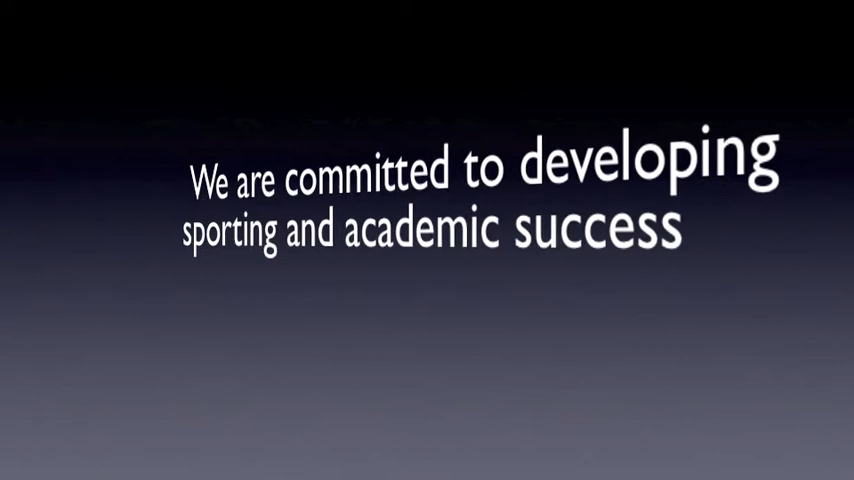 We are committed to developing
sporting and academic success